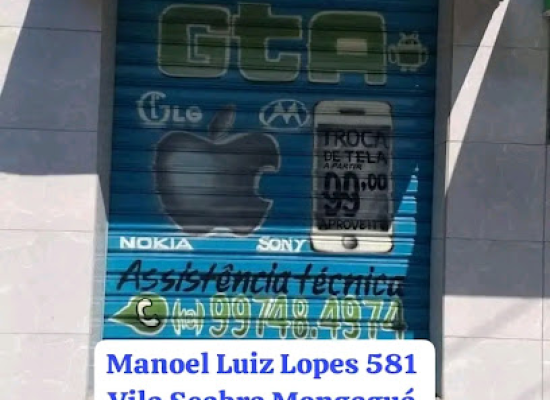 GtA
LG
TROCA
DE TELA
A PARTIR
99,00
APROVEITE
NOKIA
SONY
Assistência técnica
99748.4974
Manoel Luiz Lopes 581
Vila Seabra Mongaguá